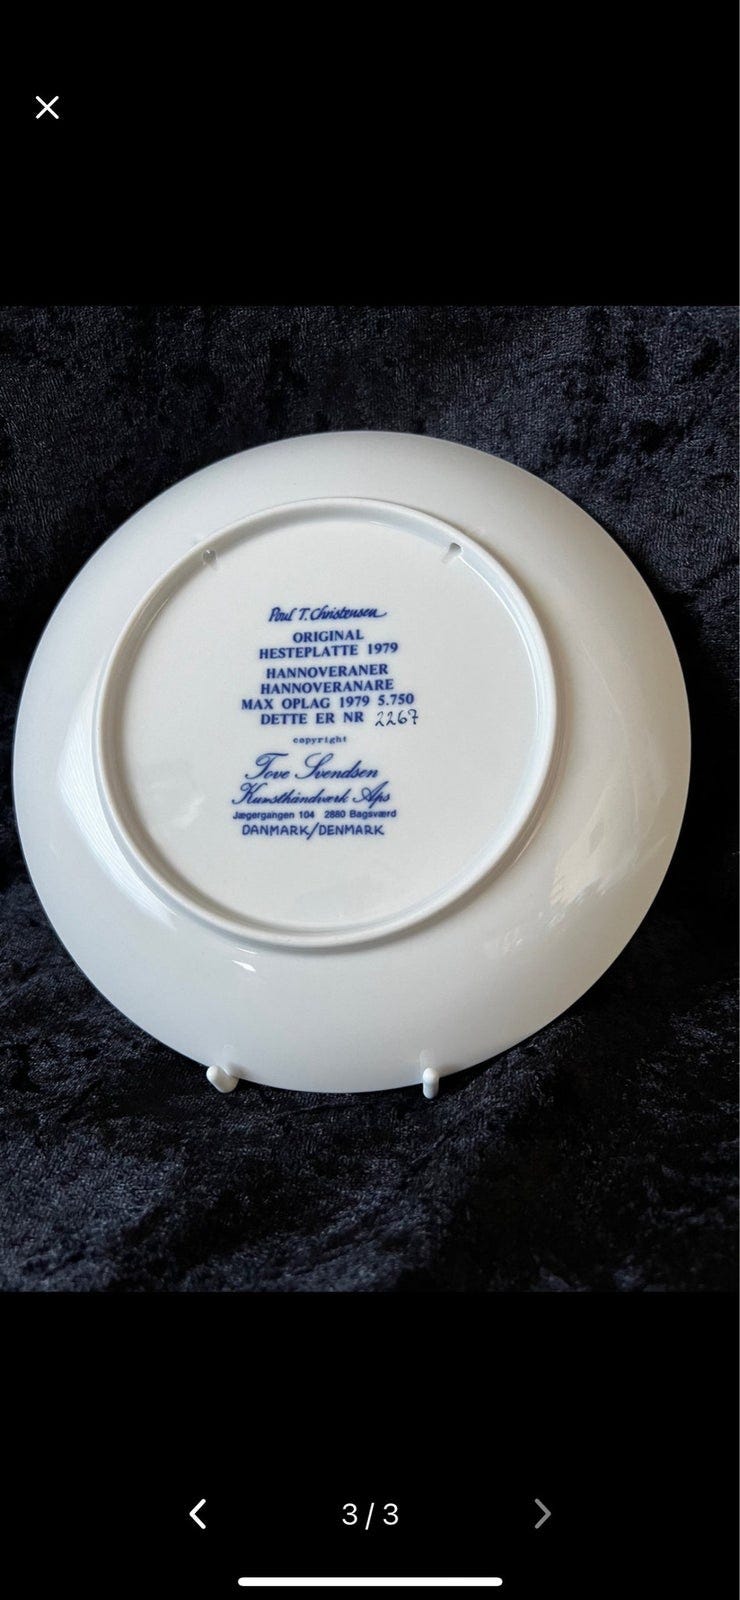 Poul T. Christensen
ORIGINAL
HESTEPLATTE 1979
HANNOVERANER
HANNOVERANARE
MAX OPLAG 1979 5.750
DETTE ER NR 2267
copyright
Tove Svendsen
Kunsthåndværk Aps
Jægergangen 104 2880 Bagsværd
DANMARK/DENMARK
3/3